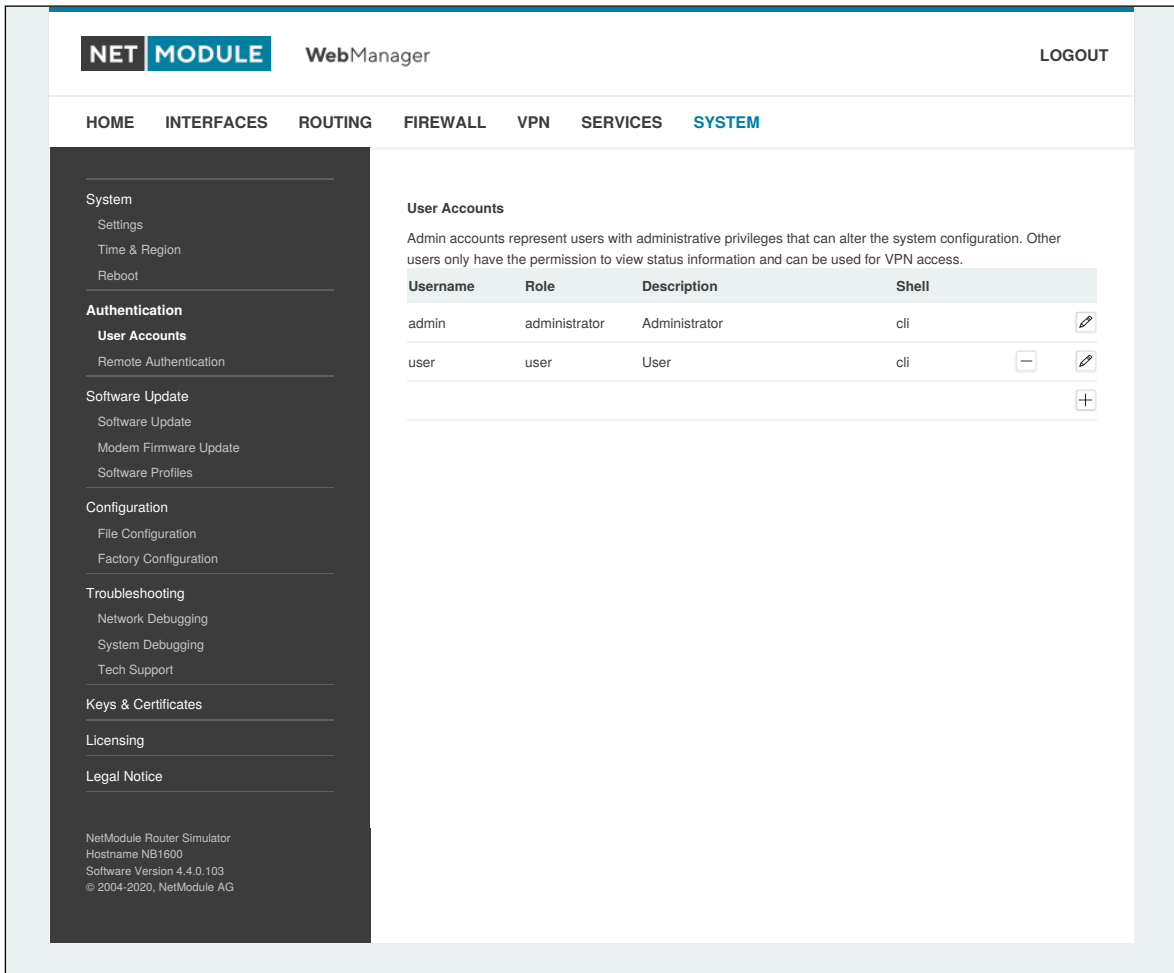 NET MODULE WebManager LOGOUT
HOME INTERFACES ROUTING FIREWALL VPN SERVICES SYSTEM
System
Settings
Time & Region
Reboot
Authentication
User Accounts
Remote Authentication
Software Update
Software Update
Modem Firmware Update
Software Profiles
Configuration
File Configuration
Factory Configuration
Troubleshooting
Network Debugging
System Debugging
Tech Support
Keys & Certificates
Licensing
Legal Notice
NetModule Router Simulator
Hostname NB1600
Software Version 4.4.0.103
© 2004-2020, NetModule AG
User Accounts
Admin accounts represent users with administrative privileges that can alter the system configuration. Other
users only have the permission to view status information and can be used for VPN access.
Username Role Description Shell
admin administrator Administrator cli
user user User cli